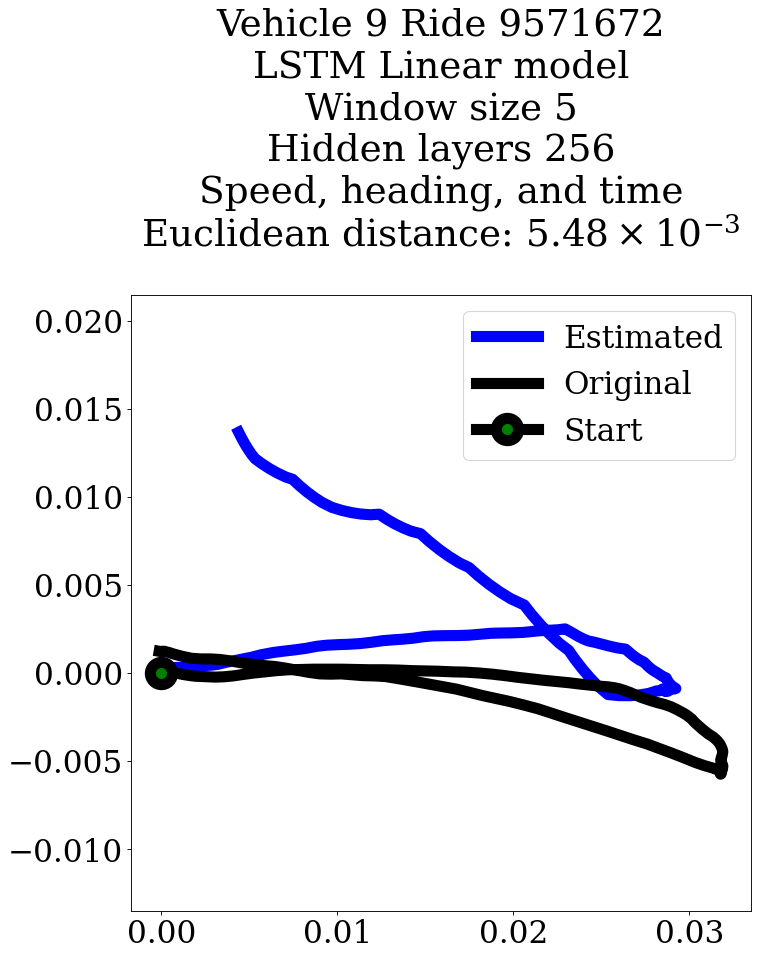 Vehicle 9 Ride 9571672
LSTM Linear model
Window size 5
Hidden layers 256
Speed, heading, and time
Euclidean distance: 5.48 × 10⁻³
Estimated
Original
Start
0.020
0.015
0.010
0.005
0.000
−0.005
−0.010
0.00 0.01 0.02 0.03